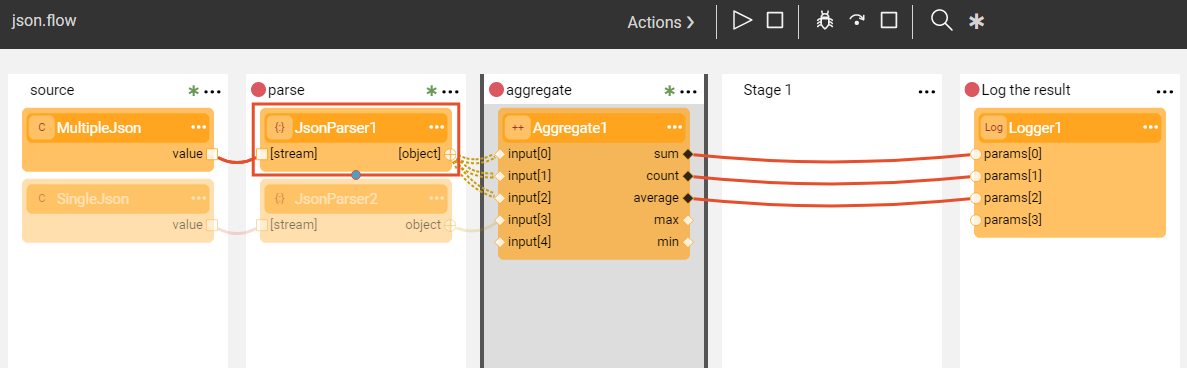 json.flow
Actions ❯
source
C MultipleJson
value
C SingleJson
value
parse
{;} JsonParser1
[stream] [object]
{;} JsonParser2
[stream] object
aggregate
++ Aggregate1
input[0] sum
input[1] count
input[2] average
input[3] max
input[4] min
Stage 1
Log the result
Log Logger1
params[0]
params[1]
params[2]
params[3]